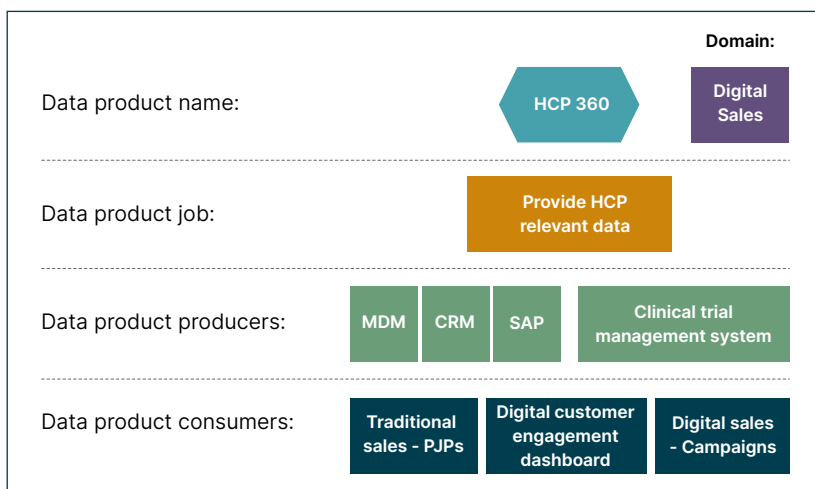 Domain:
Data product name:
HCP 360
Digital
Sales
Data product job:
Provide HCP
relevant data
Data product producers:
MDM
CRM
SAP
Clinical trial
management system
Data product consumers:
Traditional
sales - PJPs
Digital customer
engagement
dashboard
Digital sales
- Campaigns